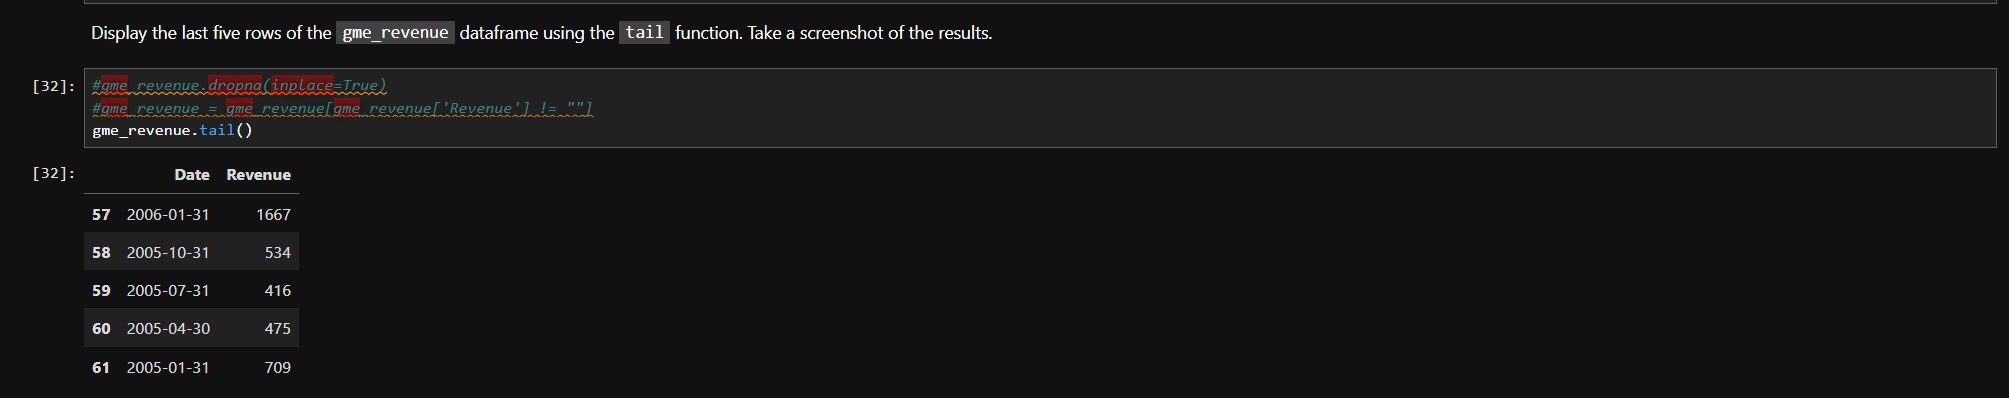 Display the last five rows of the gme_revenue dataframe using the tail function. Take a screenshot of the results.
[32]: #gme_revenue.dropna(inplace=True)
#gme_revenue = gme_revenue[gme_revenue['Revenue'] != ""]
gme_revenue.tail()
[32]: Date Revenue
57 2006-01-31 1667
58 2005-10-31 534
59 2005-07-31 416
60 2005-04-30 475
61 2005-01-31 709